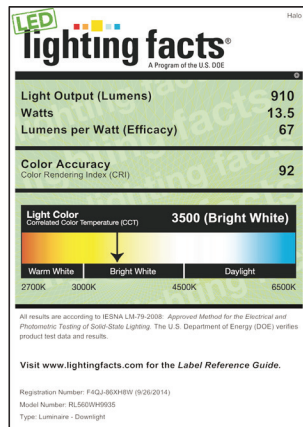 Halo
LED
lighting facts®
A Program of the U.S. DOE
Light Output (Lumens) 910
Watts 13.5
Lumens per Watt (Efficacy) 67
Color Accuracy
Color Rendering Index (CRI) 92
Light Color
Correlated Color Temperature (CCT) 3500 (Bright White)
Warm White Bright White Daylight
2700K 3000K 4500K 6500K
All results are according to IESNA LM-79-2008: Approved Method for the Electrical and
Photometric Testing of Solid-State Lighting. The U.S. Department of Energy (DOE) verifies
product test data and results.
Visit www.lightingfacts.com for the Label Reference Guide.
Registration Number: F4QJ-86XH8W (9/26/2014)
Model Number: RL560WH9935
Type: Luminaire - Downlight